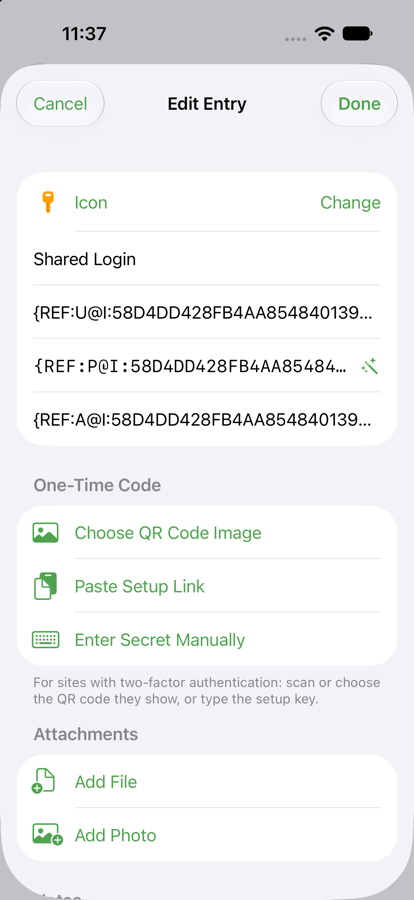 11:37
Cancel
Edit Entry
Done
Icon
Change
Shared Login
{REF:U@I:58D4DD428FB4AA854840139...
{REF:P@I:58D4DD428FB4AA85484...
{REF:A@I:58D4DD428FB4AA854840139...
One-Time Code
Choose QR Code Image
Paste Setup Link
Enter Secret Manually
For sites with two-factor authentication: scan or choose
the QR code they show, or type the setup key.
Attachments
Add File
Add Photo